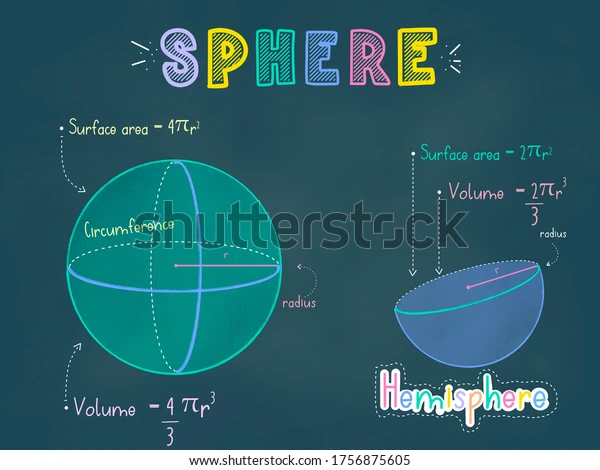 SPHERE
Surface area - 4πr²
Circumference
r
radius
Volume - 4/3 πr³
Surface area - 2πr²
Volume - 2πr³/3
radius
r
Hemisphere
shutterstock
shutterstock.com · 1756875605